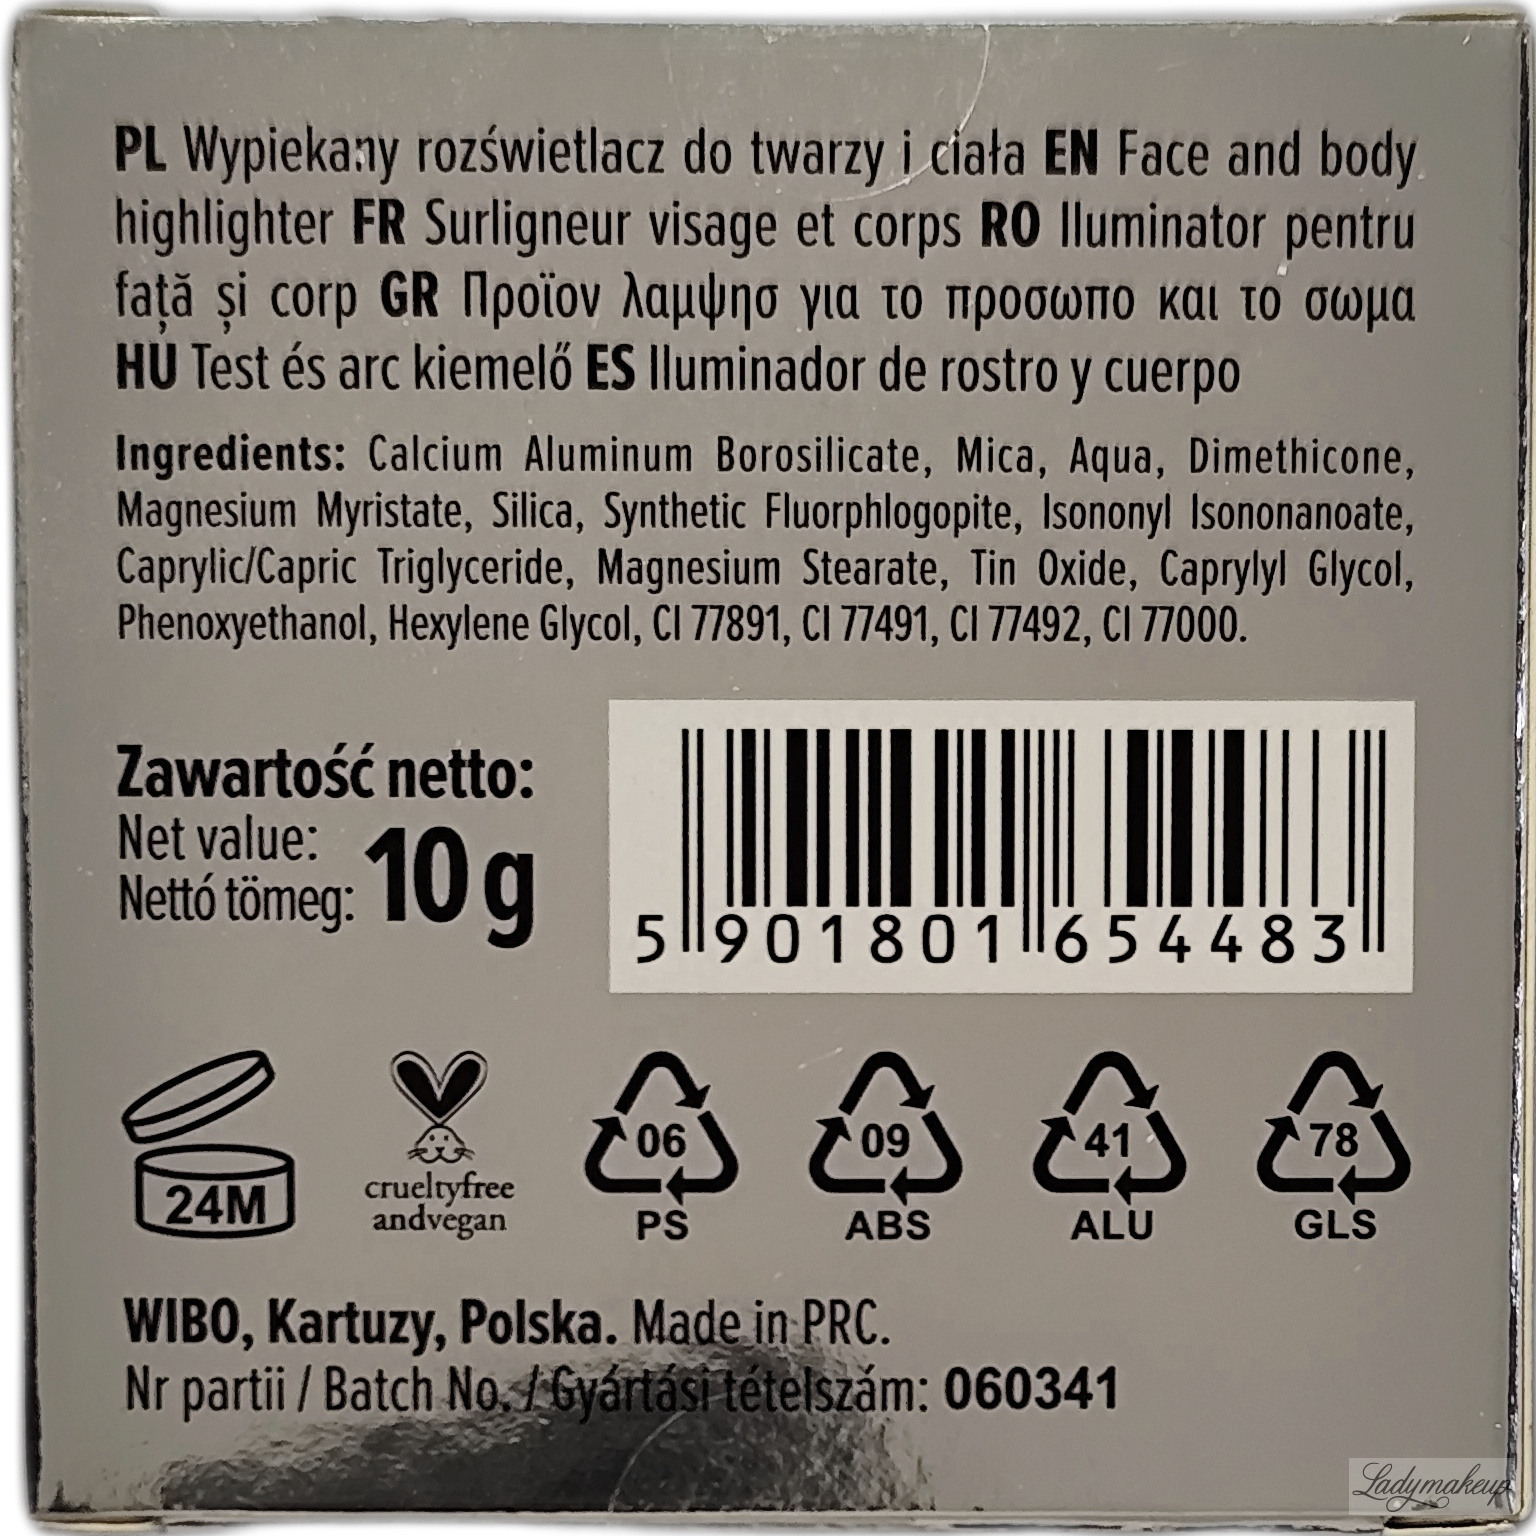 PL Wypiekany rozświetlacz do twarzy i ciała EN Face and body
highlighter FR Surligneur visage et corps RO Iluminator pentru
față și corp GR Προϊον λαμψησ για το προσωπο και το σωμα
HU Test és arc kiemelő ES Iluminador de rostro y cuerpo
Ingredients: Calcium Aluminum Borosilicate, Mica, Aqua, Dimethicone,
Magnesium Myristate, Silica, Synthetic Fluorphlogopite, Isononyl Isononanoate,
Caprylic/Capric Triglyceride, Magnesium Stearate, Tin Oxide, Caprylyl Glycol,
Phenoxyethanol, Hexylene Glycol, CI 77891, CI 77491, CI 77492, CI 77000.
Zawartość netto:
Net value:
Nettó tömeg:
10 g
5 901801 654483
24M
crueltyfree
andvegan
06
PS
09
ABS
41
ALU
78
GLS
WIBO, Kartuzy, Polska. Made in PRC.
Nr partii / Batch No. / Gyártási tételszám: 060341
Ladymakeup